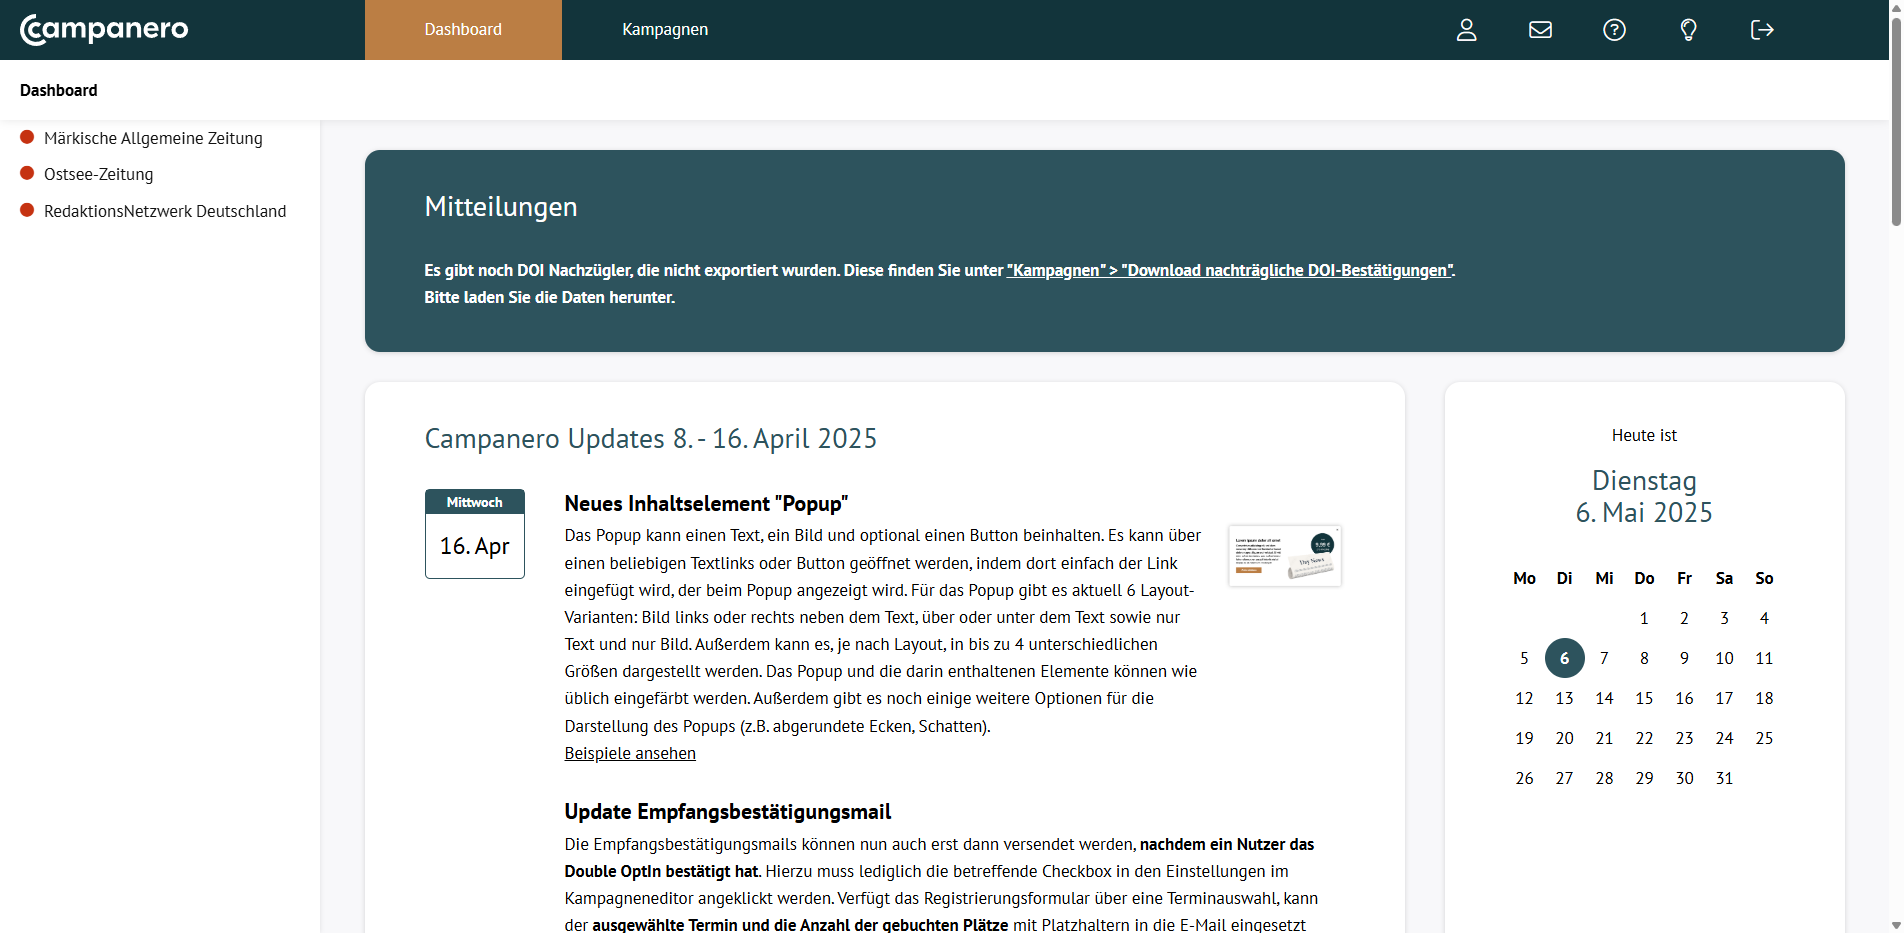 Campanero
Dashboard
Kampagnen
Dashboard
Märkische Allgemeine Zeitung
Ostsee-Zeitung
RedaktionsNetzwerk Deutschland
Mitteilungen
Es gibt noch DOI Nachzügler, die nicht exportiert wurden. Diese finden Sie unter "Kampagnen" > "Download nachträgliche DOI-Bestätigungen".
Bitte laden Sie die Daten herunter.
Campanero Updates 8. - 16. April 2025
Mittwoch
16. Apr
Neues Inhaltselement "Popup"
Das Popup kann einen Text, ein Bild und optional einen Button beinhalten. Es kann über
einen beliebigen Textlinks oder Button geöffnet werden, indem dort einfach der Link
eingefügt wird, der beim Popup angezeigt wird. Für das Popup gibt es aktuell 6 Layout-
Varianten: Bild links oder rechts neben dem Text, über oder unter dem Text sowie nur
Text und nur Bild. Außerdem kann es, je nach Layout, in bis zu 4 unterschiedlichen
Größen dargestellt werden. Das Popup und die darin enthaltenen Elemente können wie
üblich eingefärbt werden. Außerdem gibt es noch einige weitere Optionen für die
Darstellung des Popups (z.B. abgerundete Ecken, Schatten).
Beispiele ansehen
Update Empfangsbestätigungsmail
Die Empfangsbestätigungsmails können nun auch erst dann versendet werden, nachdem ein Nutzer das
Double OptIn bestätigt hat. Hierzu muss lediglich die betreffende Checkbox in den Einstellungen im
Kampagneneditor angeklickt werden. Verfügt das Registrierungsformular über eine Terminauswahl, kann
der ausgewählte Termin und die Anzahl der gebuchten Plätze mit Platzhaltern in die E-Mail eingesetzt
Heute ist
Dienstag
6. Mai 2025
Mo Di Mi Do Fr Sa So
1 2 3 4
5 6 7 8 9 10 11
12 13 14 15 16 17 18
19 20 21 22 23 24 25
26 27 28 29 30 31